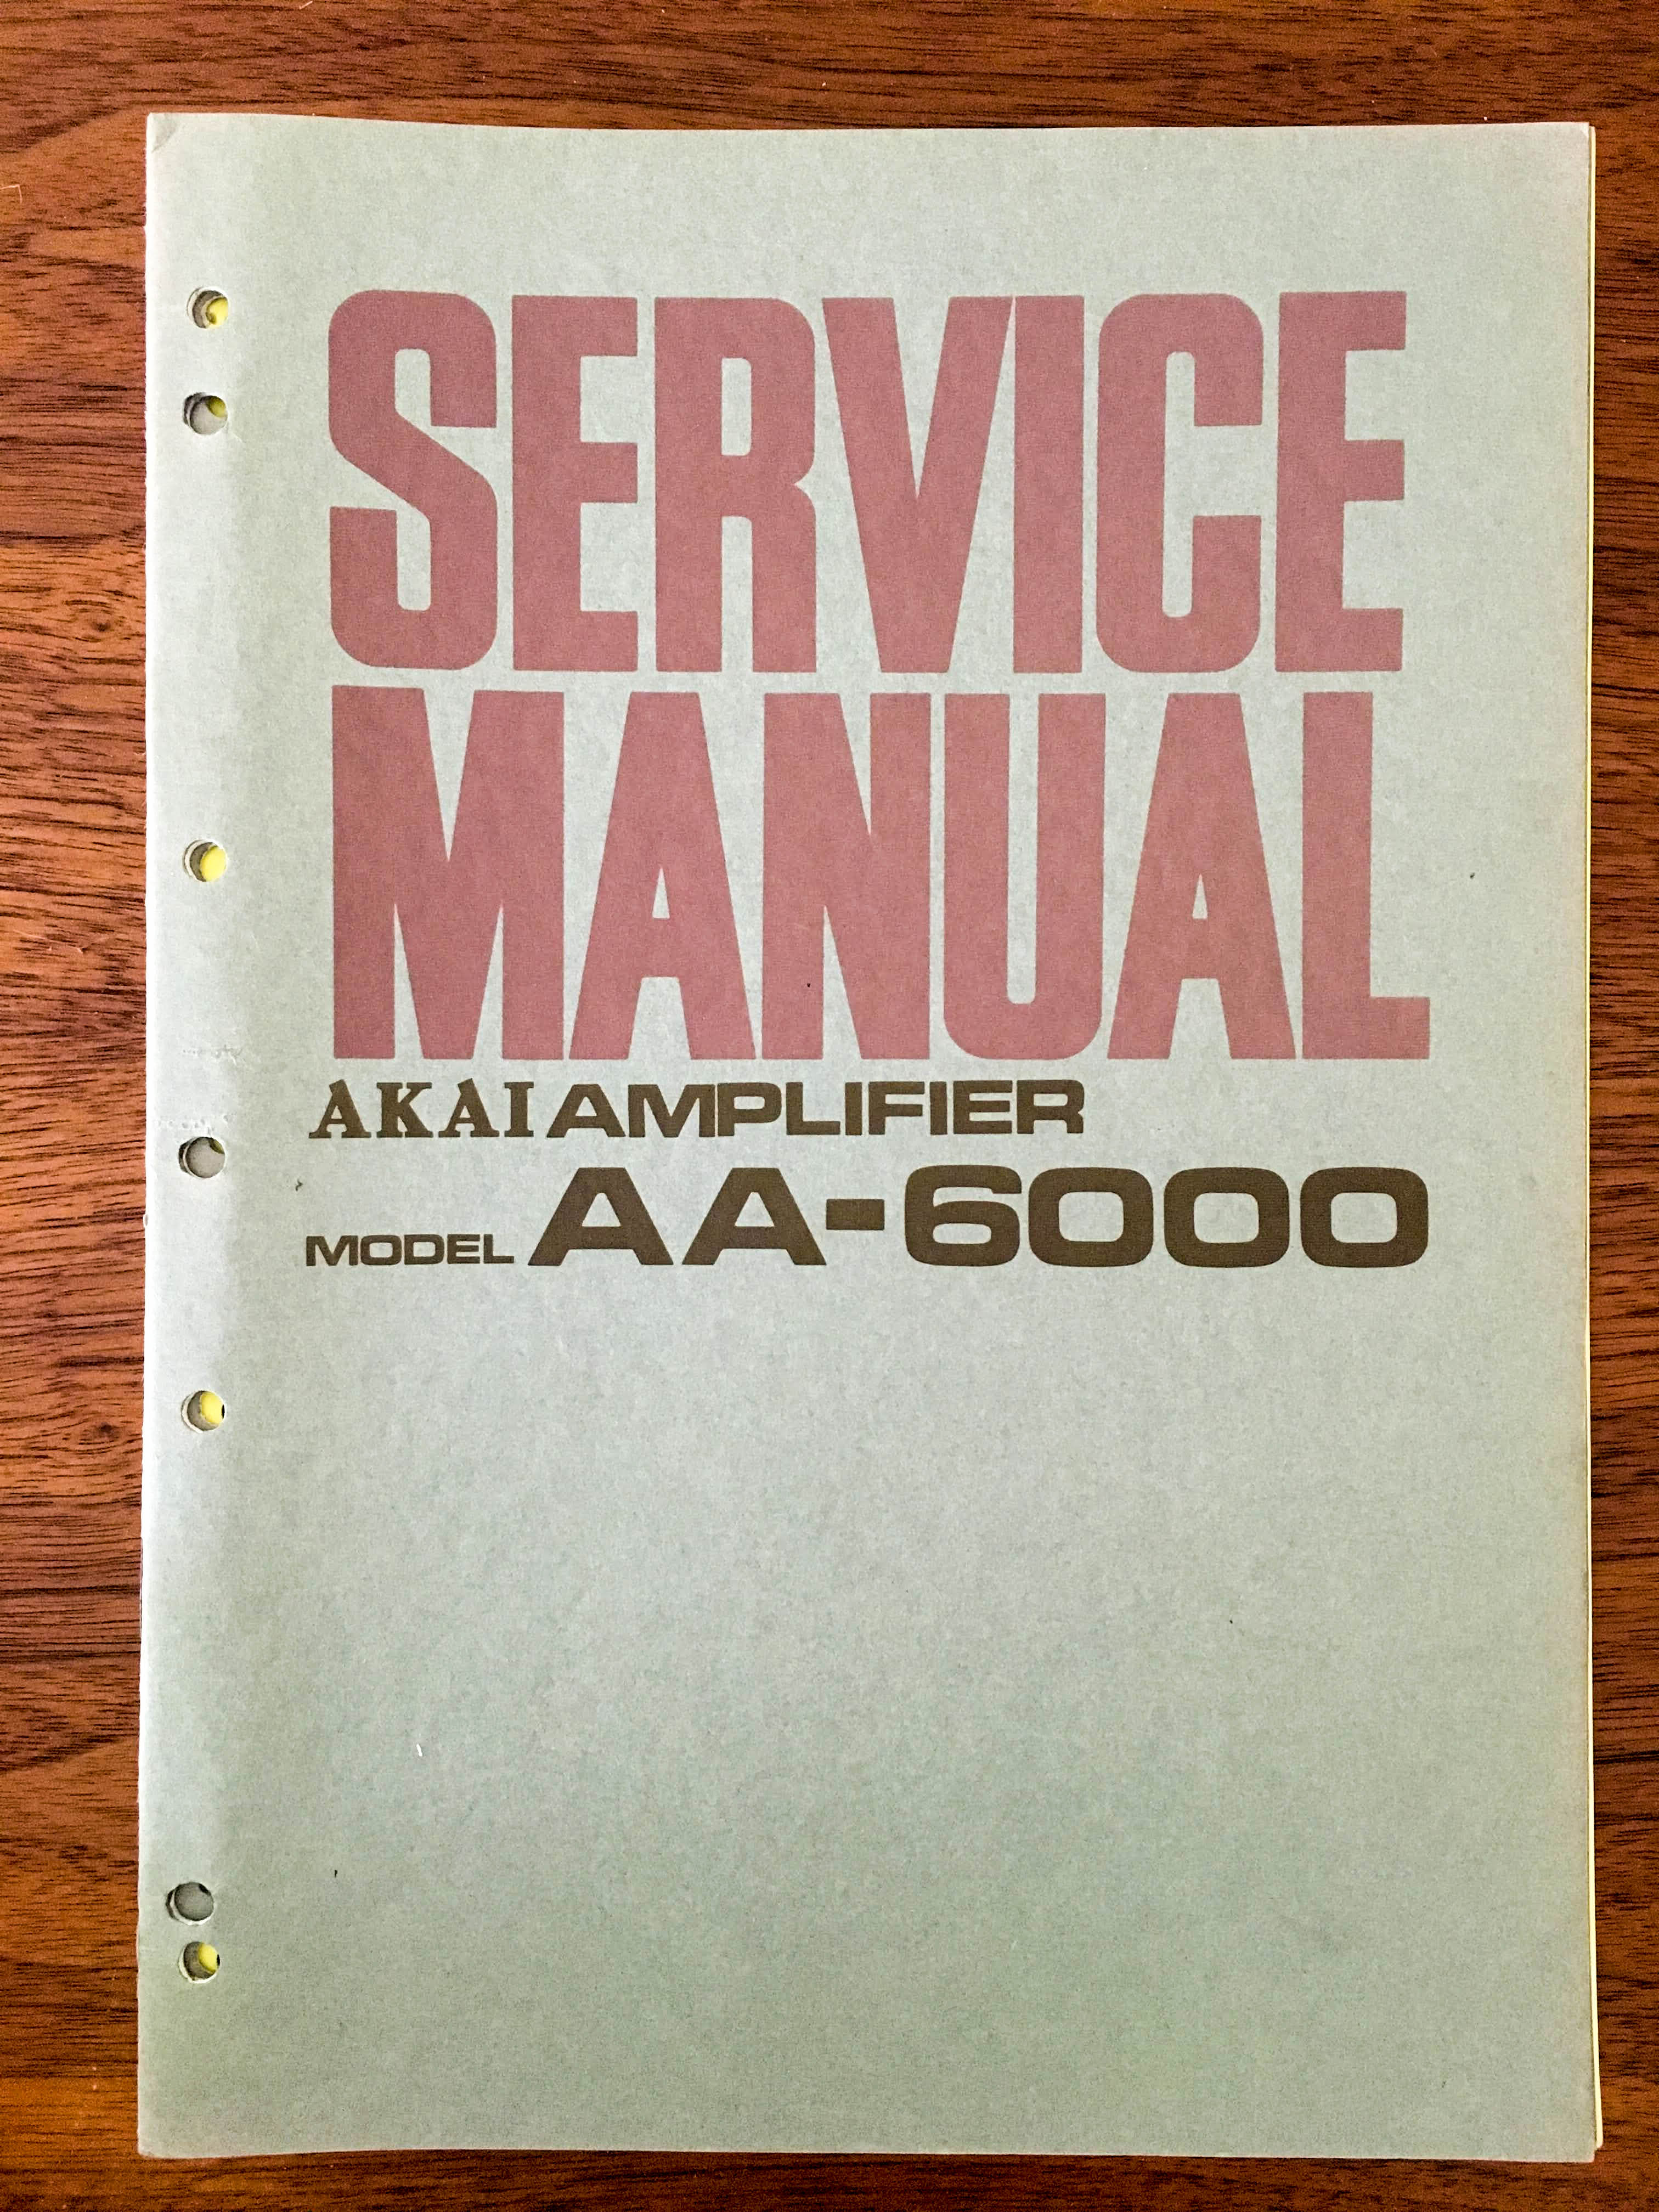 SERVICE
MANUAL
AKAI AMPLIFIER
MODEL AA-6000